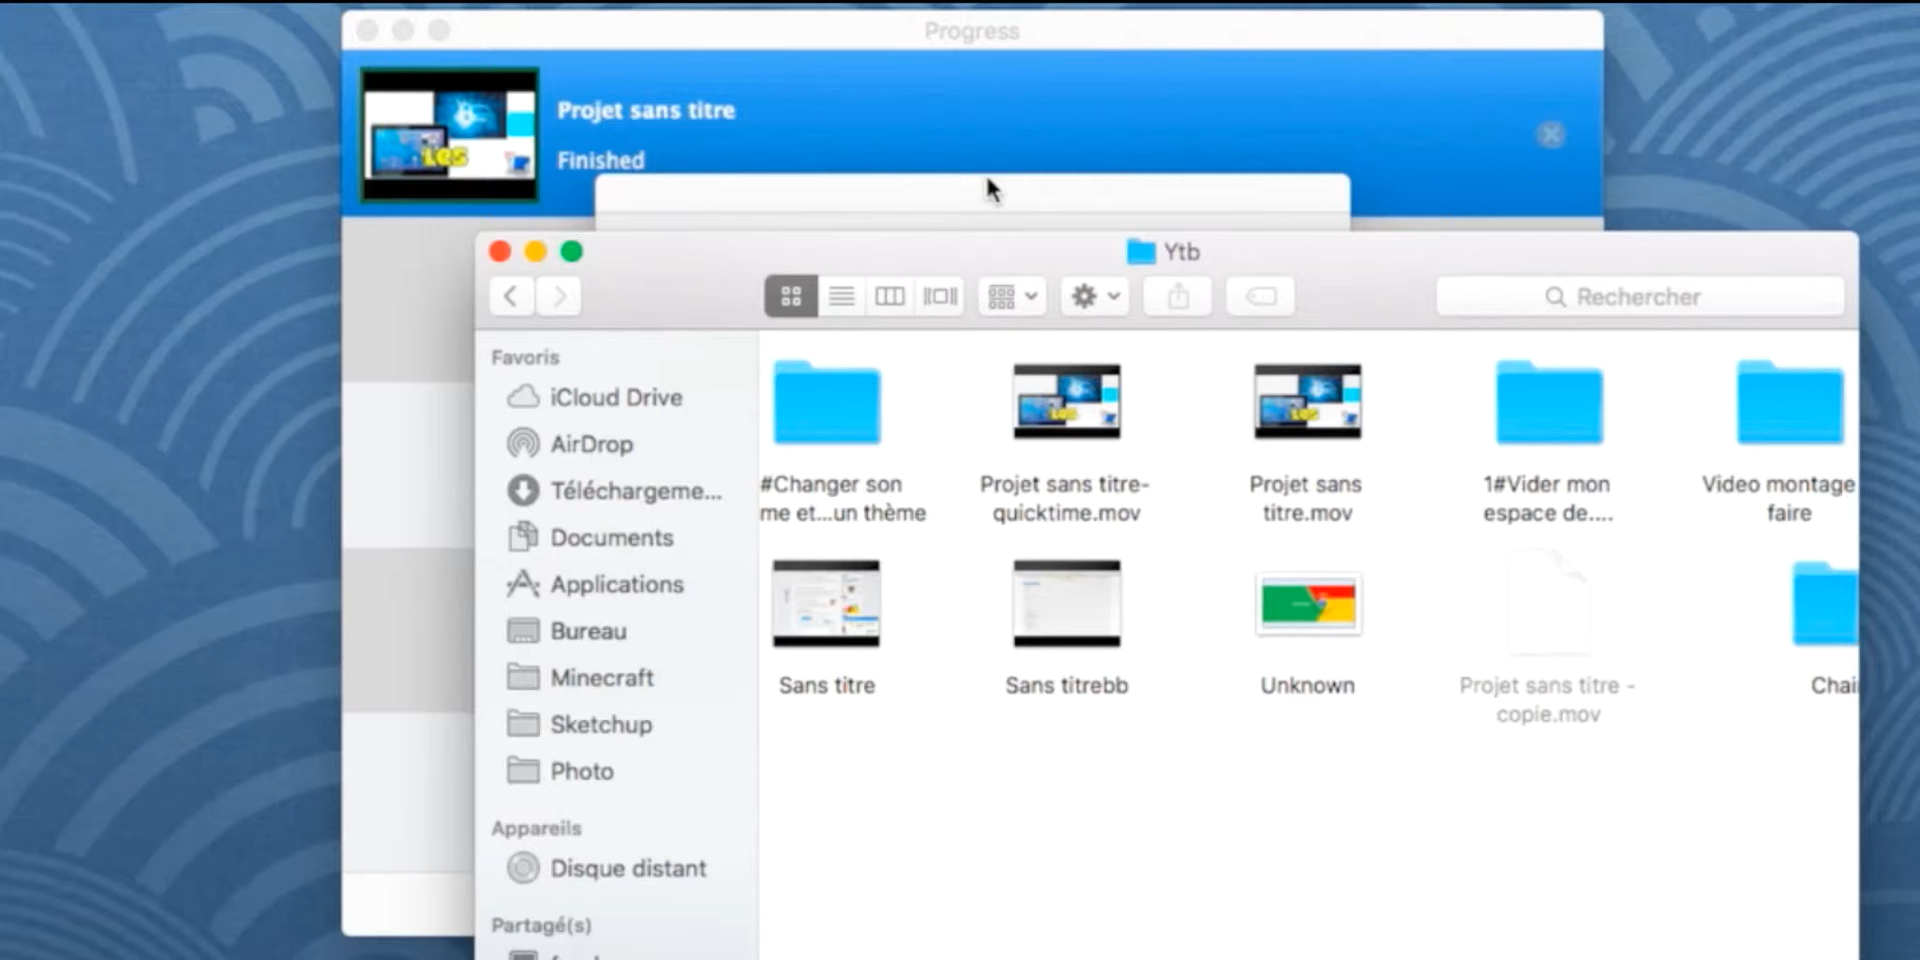 Progress
Projet sans titre
Finished
Ytb
Rechercher
Favoris
iCloud Drive
AirDrop
Téléchargeme...
Documents
Applications
Bureau
Minecraft
Sketchup
Photo
Appareils
Disque distant
Partagé(s)
#Changer son
me et...un thème
Projet sans titre-
quicktime.mov
Projet sans
titre.mov
1#Vider mon
espace de....
Video montage
faire
Sans titre
Sans titrebb
Unknown
Projet sans titre -
copie.mov
Chai
LES